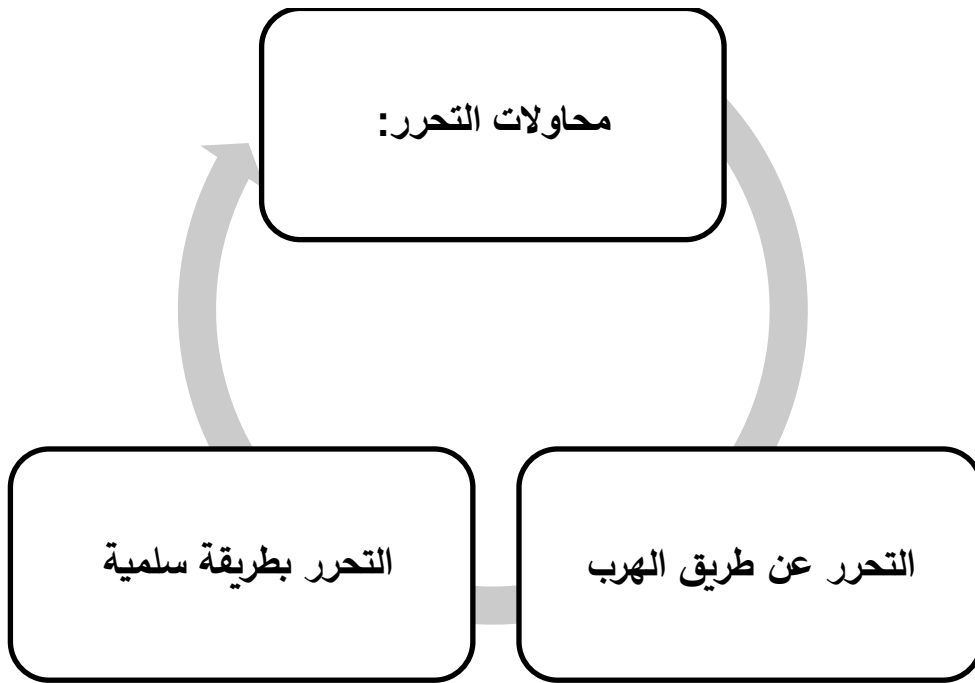 محاولات التحرر:
التحرر عن طريق الهرب
التحرر بطريقة سلمية